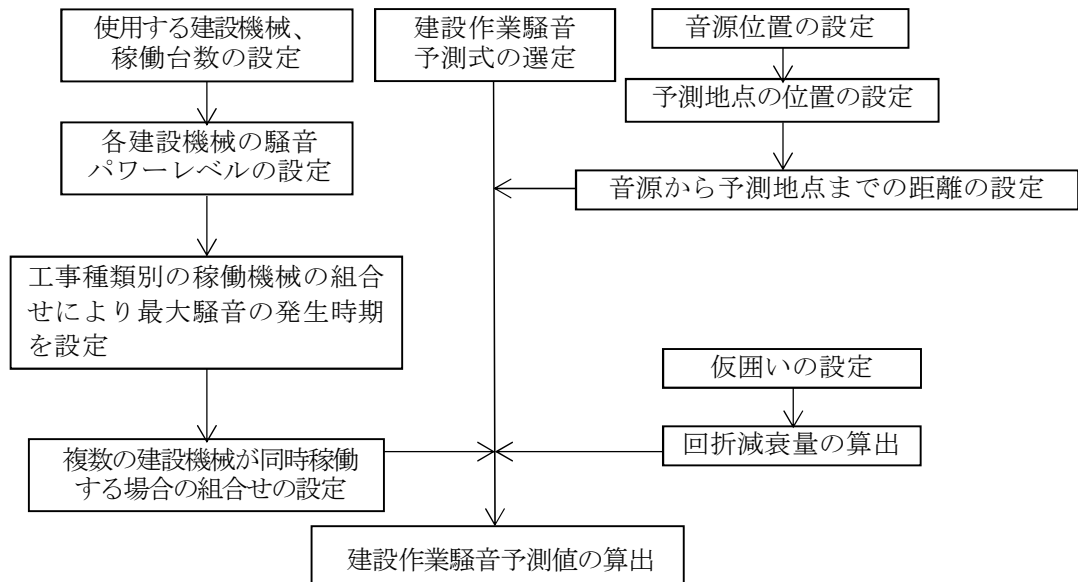 使用する建設機械、
稼働台数の設定
建設作業騒音
予測式の選定
音源位置の設定
予測地点の位置の設定
各建設機械の騒音
パワーレベルの設定
音源から予測地点までの距離の設定
工事種類別の稼働機械の組合
せにより最大騒音の発生時期
を設定
仮囲いの設定
回折減衰量の算出
複数の建設機械が同時稼働
する場合の組合せの設定
建設作業騒音予測値の算出